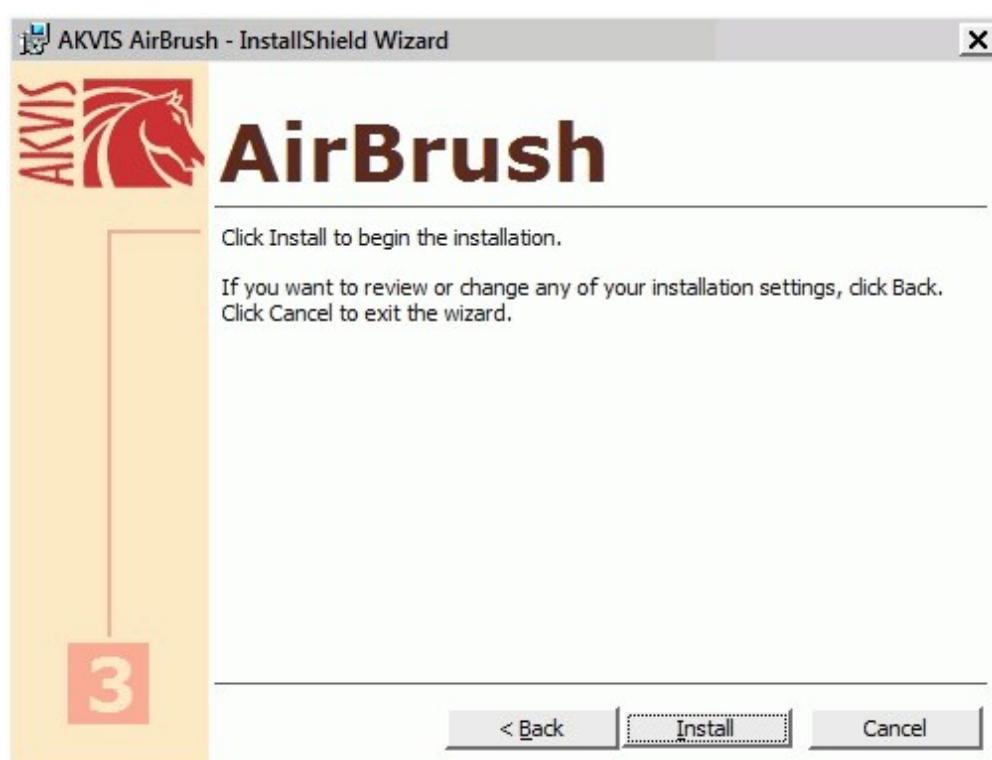 AKVIS AirBrush - InstallShield Wizard
AKVIS
AirBrush
Click Install to begin the installation.
If you want to review or change any of your installation settings, click Back.
Click Cancel to exit the wizard.
3
< Back
Install
Cancel